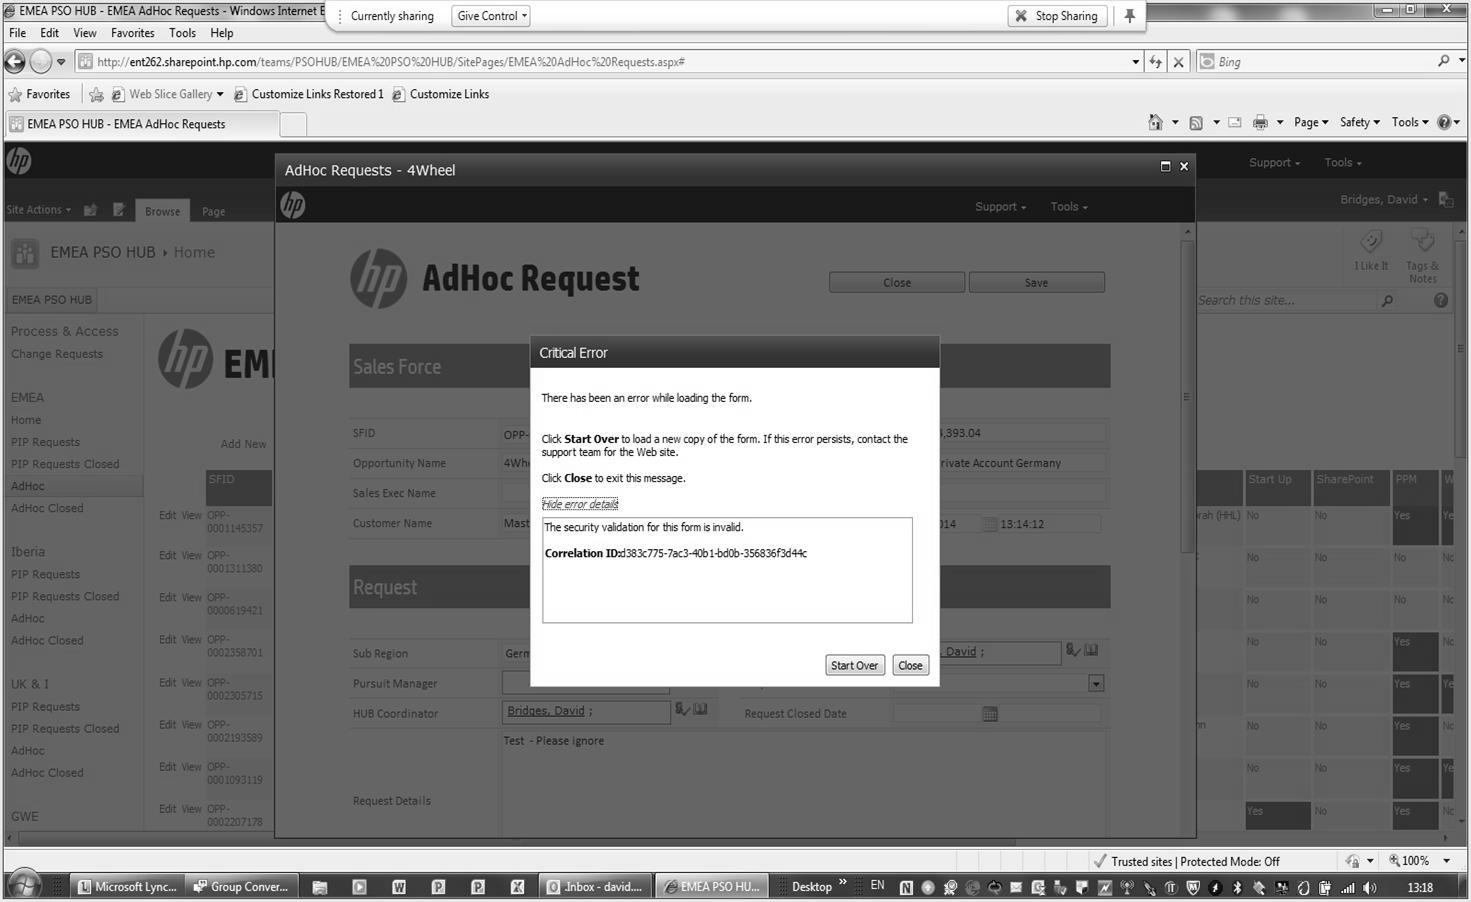 EMEA PSO HUB - EMEA AdHoc Requests - Windows Internet E
Currently sharing
Give Control
Stop Sharing
File Edit View Favorites Tools Help
http://ent262.sharepoint.hp.com/teams/PSOHUB/EMEA%20PSO%20HUB/SitePages/EMEA%20AdHoc%20Requests.aspx#
Bing
Favorites
Web Slice Gallery
Customize Links Restored 1
Customize Links
EMEA PSO HUB - EMEA AdHoc Requests
Page Safety Tools
hp
AdHoc Requests - 4Wheel
Support Tools
Site Actions
Browse
Page
hp
Support Tools
Bridges, David
EMEA PSO HUB Home
hp AdHoc Request
Close
Save
I Like It
Tags &
Notes
EMEA PSO HUB
Search this site...
Process & Access
Change Requests
hp EM
Sales Force
Critical Error
There has been an error while loading the form.
Click Start Over to load a new copy of the form. If this error persists, contact the
support team for the Web site.
Click Close to exit this message.
Hide error details
The security validation for this form is invalid.
Correlation ID:d383c775-7ac3-40b1-bd0b-356836f3d44c
Start Over
Close
EMEA
Home
PIP Requests
PIP Requests Closed
AdHoc
AdHoc Closed
Iberia
PIP Requests
PIP Requests Closed
AdHoc
AdHoc Closed
UK & I
PIP Requests
PIP Requests Closed
AdHoc
AdHoc Closed
GWE
Add New
SFID
Edit View OPP-
0001145357
Edit View OPP-
0001311380
Edit View OPP-
0000619421
Edit View OPP-
0002358701
Edit View OPP-
0002305715
Edit View OPP-
0002193589
Edit View OPP-
0001093119
Edit View OPP-
0002207178
SFID OPP- 4,393.04
Opportunity Name 4Whe rivate Account Germany
Sales Exec Name
Customer Name Mast 014 13:14:12
Request
Sub Region Germ , David ;
Pursuit Manager
HUB Coordinator Bridges, David ; Request Closed Date
Request Details Test - Please ignore
Start Up SharePoint PPM W
rah (HHL) No No Yes Ye
No No No Nc
No No No Nc
No No Yes Nc
No No Yes Ye
No No Yes Nc
No No Yes Ye
Yes No Yes Nc
Trusted sites | Protected Mode: Off
100%
Microsoft Lync...
Group Conver...
.Inbox - david....
EMEA PSO HU...
Desktop
EN
13:18